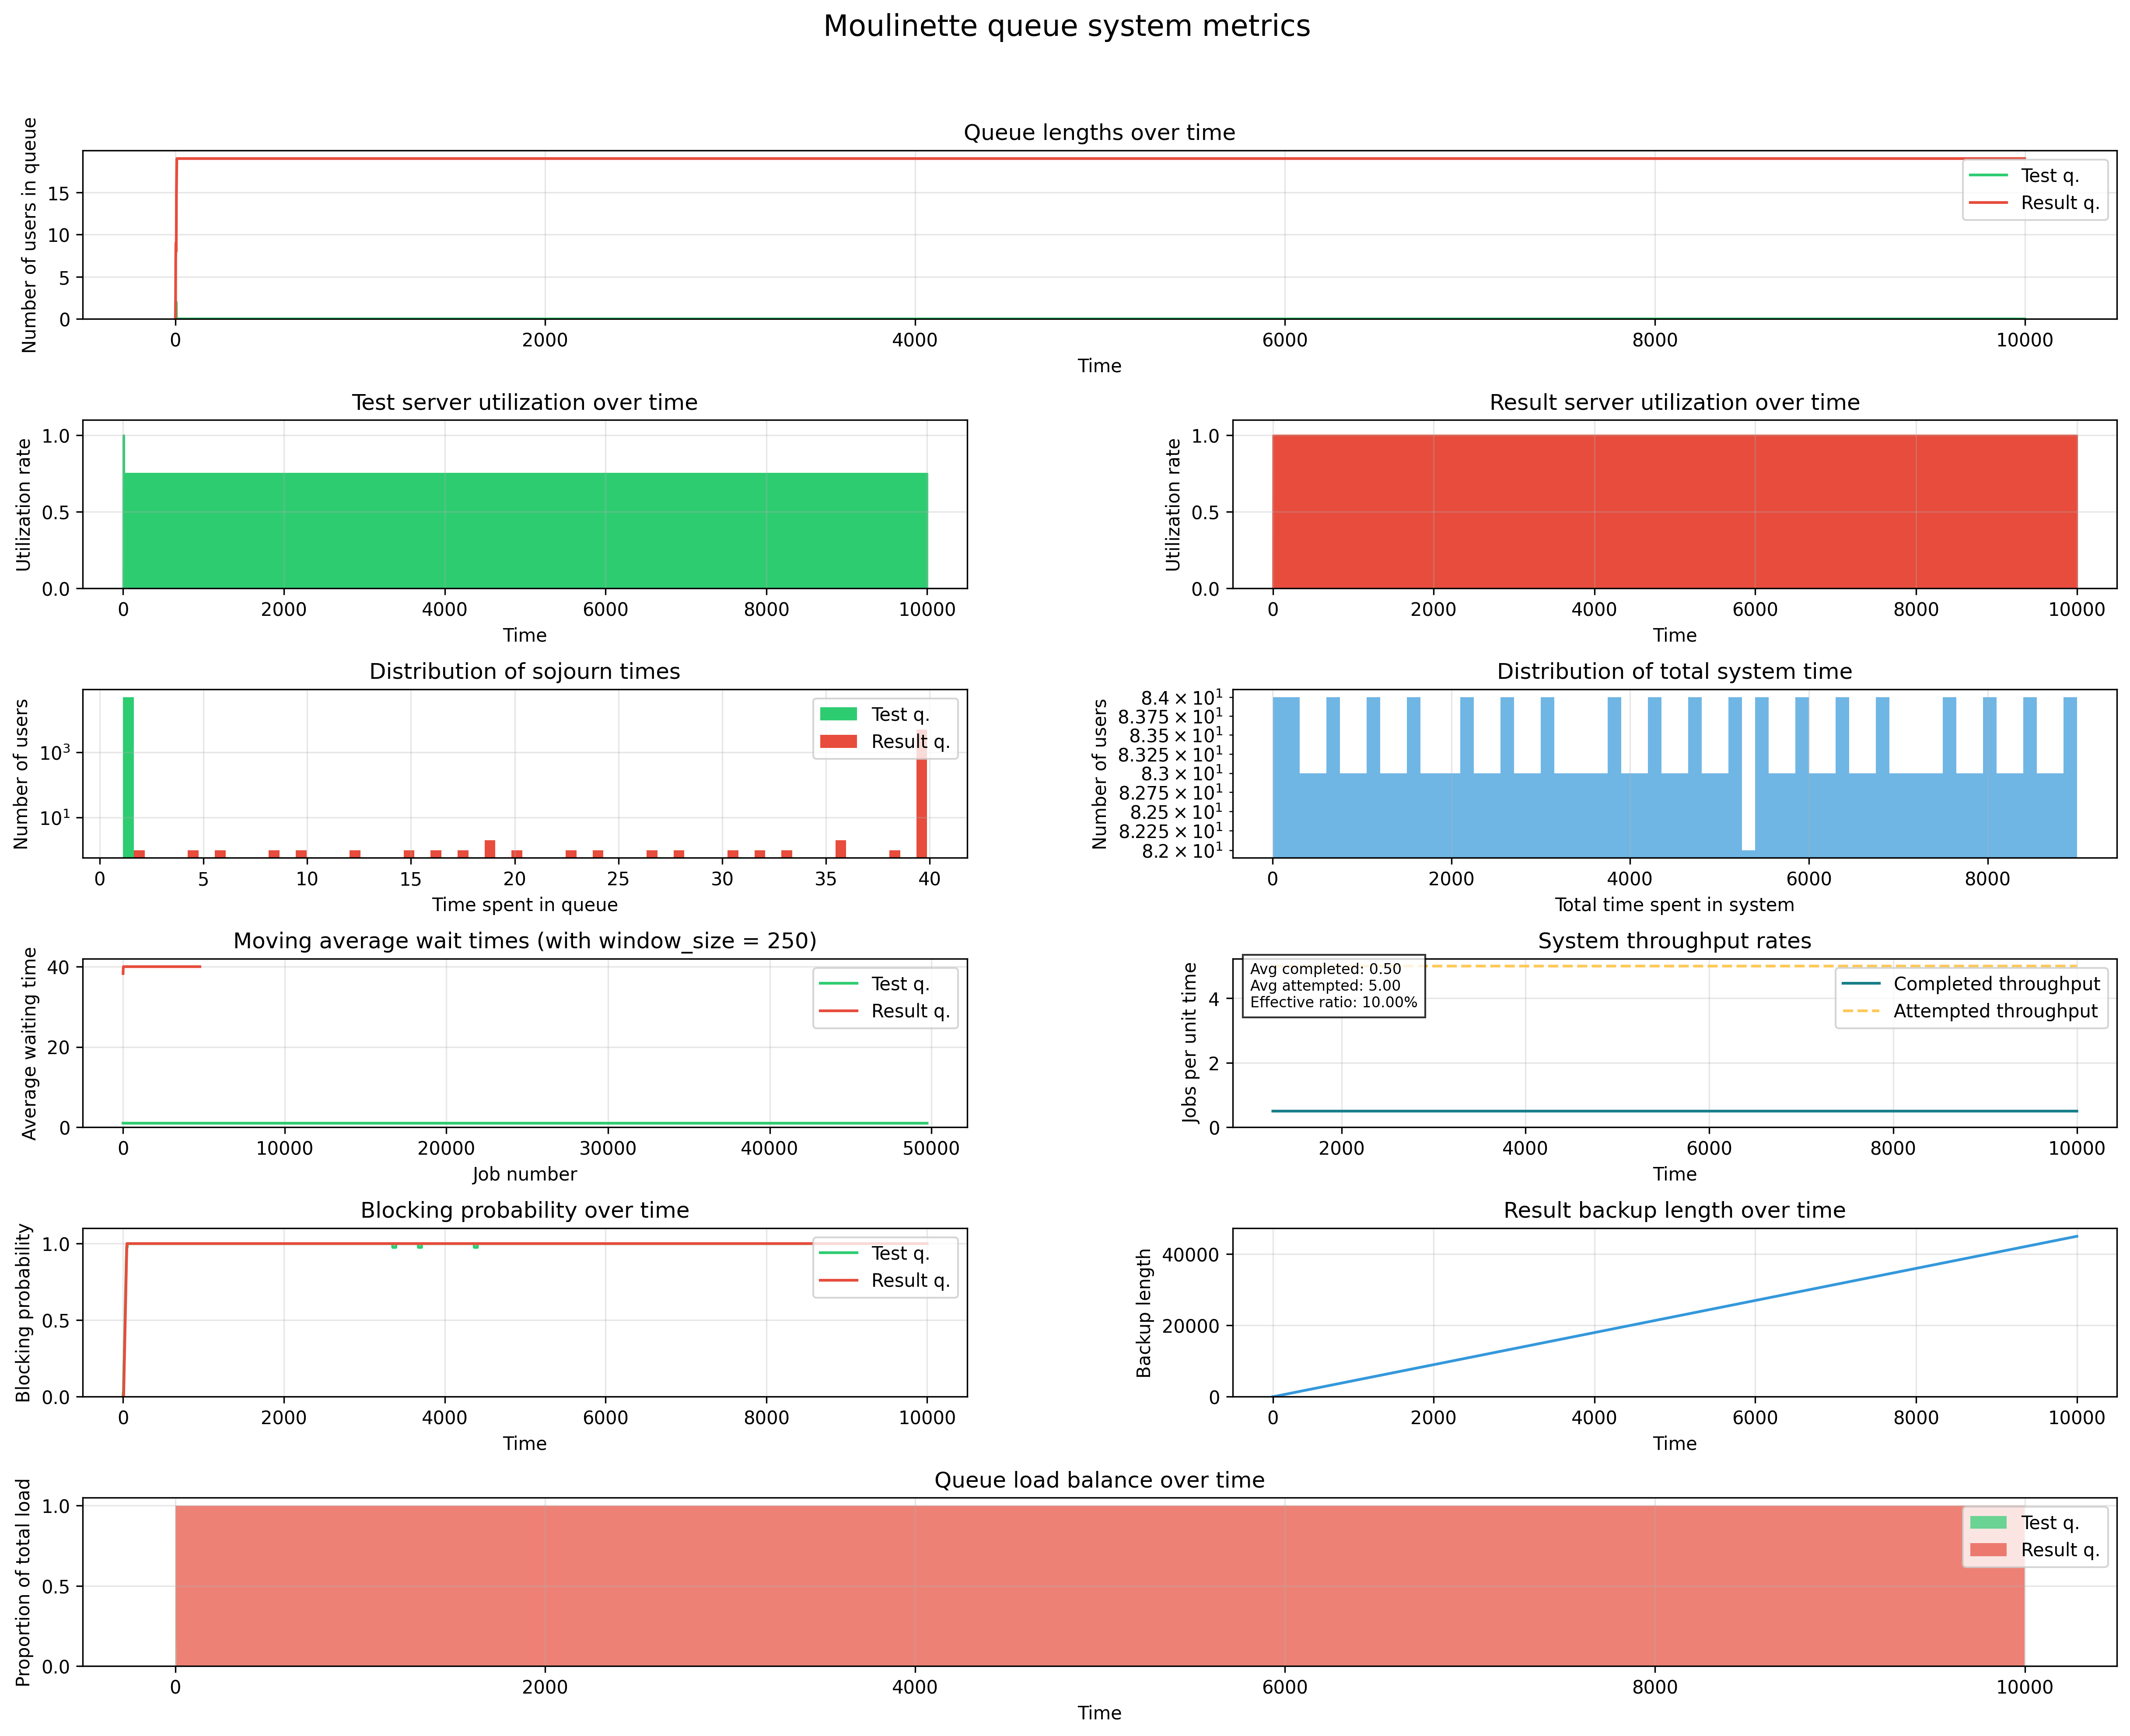 Moulinette queue system metrics
Queue lengths over time
Number of users in queue
15
10
5
0
Test q.
Result q.
0 2000 4000 6000 8000 10000
Time
Test server utilization over time
Utilization rate
1.0
0.5
0.0
0 2000 4000 6000 8000 10000
Time
Result server utilization over time
Utilization rate
1.0
0.5
0.0
0 2000 4000 6000 8000 10000
Time
Distribution of sojourn times
Number of users
10³
10¹
Test q.
Result q.
0 5 10 15 20 25 30 35 40
Time spent in queue
Distribution of total system time
Number of users
8.4 × 10¹
8.375 × 10¹
8.35 × 10¹
8.325 × 10¹
8.3 × 10¹
8.275 × 10¹
8.25 × 10¹
8.225 × 10¹
8.2 × 10¹
0 2000 4000 6000 8000
Total time spent in system
Moving average wait times (with window_size = 250)
Average waiting time
40
20
0
Test q.
Result q.
0 10000 20000 30000 40000 50000
Job number
System throughput rates
Jobs per unit time
4
2
0
Avg completed: 0.50
Avg attempted: 5.00
Effective ratio: 10.00%
Completed throughput
Attempted throughput
2000 4000 6000 8000 10000
Time
Blocking probability over time
Blocking probability
1.0
0.5
0.0
Test q.
Result q.
0 2000 4000 6000 8000 10000
Time
Result backup length over time
Backup length
40000
20000
0
0 2000 4000 6000 8000 10000
Time
Queue load balance over time
Proportion of total load
1.0
0.5
0.0
Test q.
Result q.
0 2000 4000 6000 8000 10000
Time